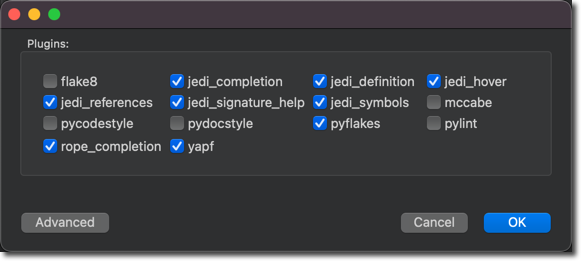 Plugins:
flake8 jedi_completion jedi_definition jedi_hover
jedi_references jedi_signature_help jedi_symbols mccabe
pycodestyle pydocstyle pyflakes pylint
rope_completion yapf
Advanced Cancel OK